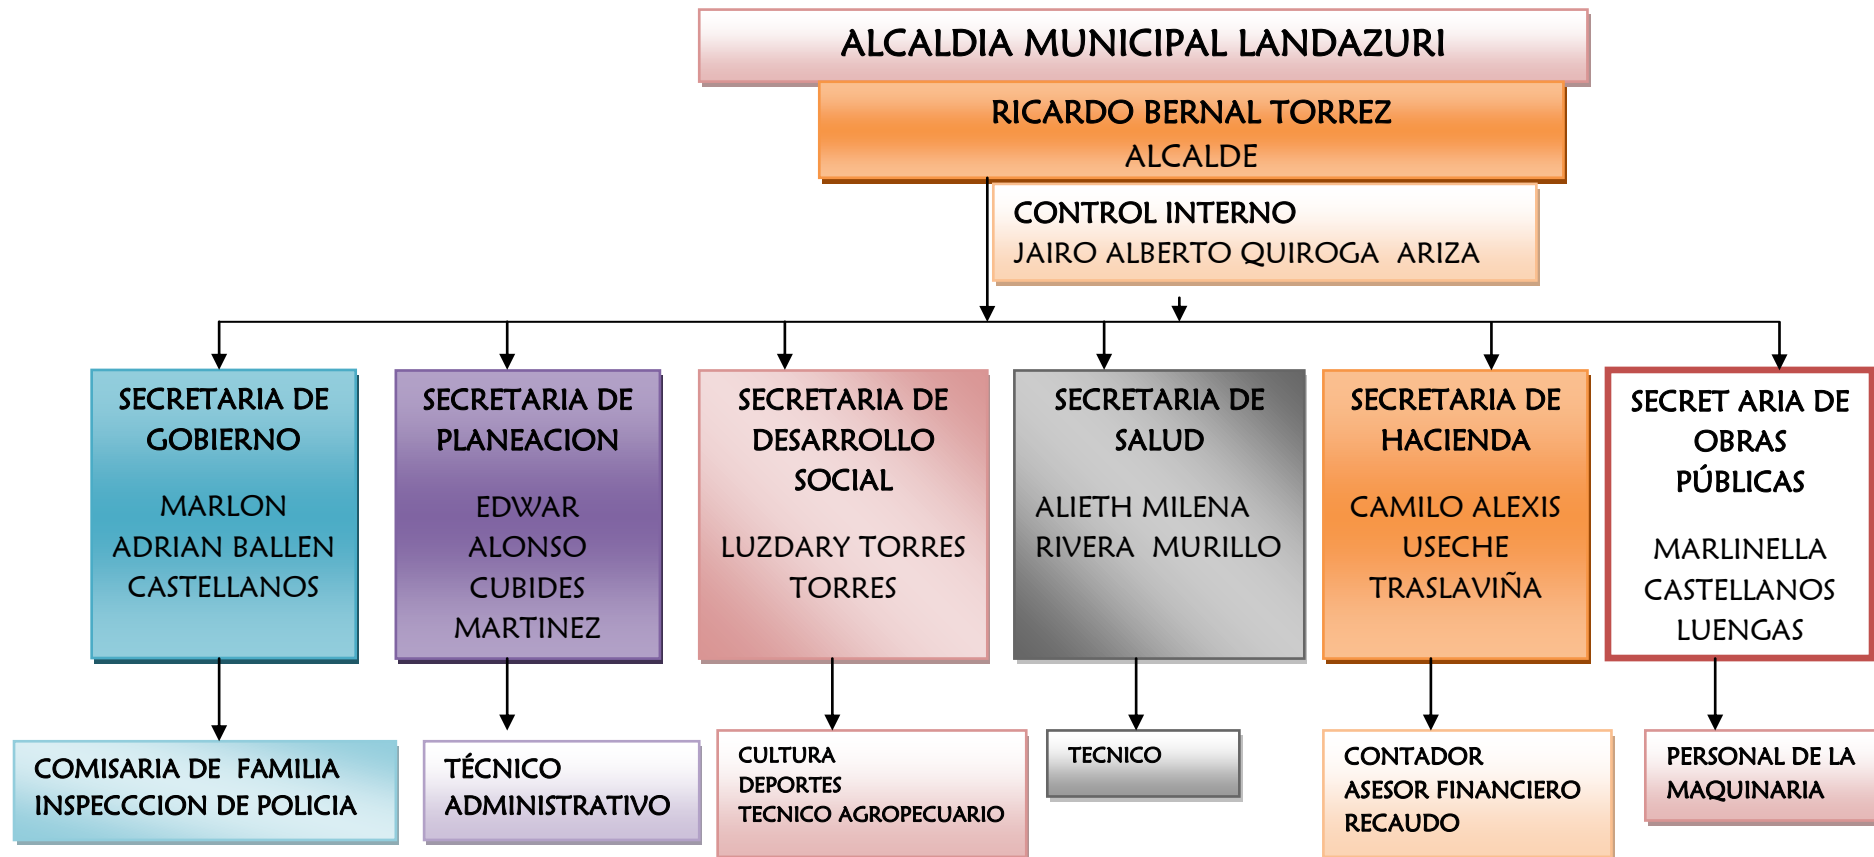 ALCALDIA MUNICIPAL LANDAZURI
RICARDO BERNAL TORREZ
ALCALDE
CONTROL INTERNO
JAIRO ALBERTO QUIROGA ARIZA
SECRETARIA DE
GOBIERNO
MARLON
ADRIAN BALLEN
CASTELLANOS
SECRETARIA DE
PLANEACION
EDWAR
ALONSO
CUBIDES
MARTINEZ
SECRETARIA DE
DESARROLLO
SOCIAL
LUZDARY TORRES
TORRES
SECRETARIA DE
SALUD
ALIETH MILENA
RIVERA MURILLO
SECRETARIA DE
HACIENDA
CAMILO ALEXIS
USECHE
TRASLAVIÑA
SECRET ARIA DE
OBRAS
PÚBLICAS
MARLINELLA
CASTELLANOS
LUENGAS
COMISARIA DE FAMILIA
INSPECCCION DE POLICIA
TÉCNICO
ADMINISTRATIVO
CULTURA
DEPORTES
TECNICO AGROPECUARIO
TECNICO
CONTADOR
ASESOR FINANCIERO
RECAUDO
PERSONAL DE LA
MAQUINARIA